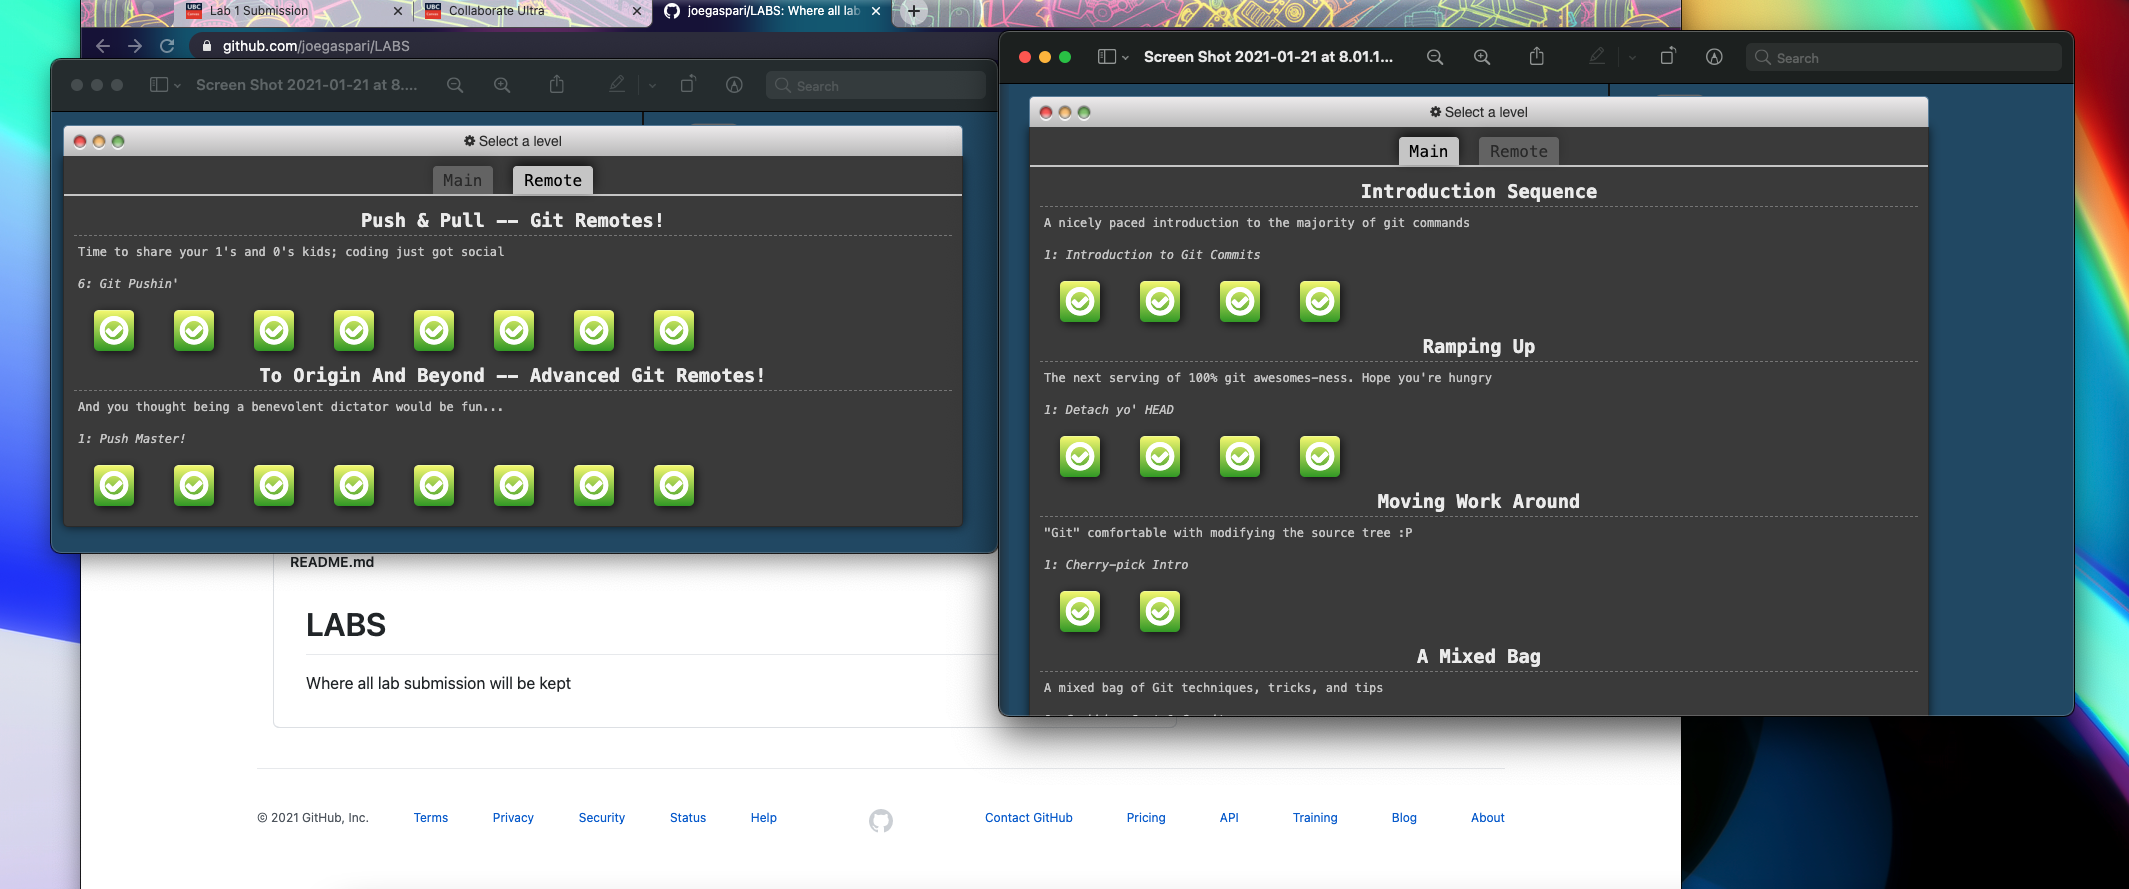 Lab 1 Submission
Collaborate Ultra
joegaspari/LABS: Where all lab
github.com/joegaspari/LABS
Screen Shot 2021-01-21 at 8....
Search
Select a level
Main
Remote
Push & Pull -- Git Remotes!
Time to share your 1's and 0's kids; coding just got social
6: Git Pushin'
To Origin And Beyond -- Advanced Git Remotes!
And you thought being a benevolent dictator would be fun...
1: Push Master!
Screen Shot 2021-01-21 at 8.01.1...
Search
Select a level
Main
Remote
Introduction Sequence
A nicely paced introduction to the majority of git commands
1: Introduction to Git Commits
Ramping Up
The next serving of 100% git awesomes-ness. Hope you're hungry
1: Detach yo' HEAD
Moving Work Around
"Git" comfortable with modifying the source tree :P
1: Cherry-pick Intro
A Mixed Bag
A mixed bag of Git techniques, tricks, and tips
README.md
LABS
Where all lab submission will be kept
© 2021 GitHub, Inc.
Terms
Privacy
Security
Status
Help
Contact GitHub
Pricing
API
Training
Blog
About